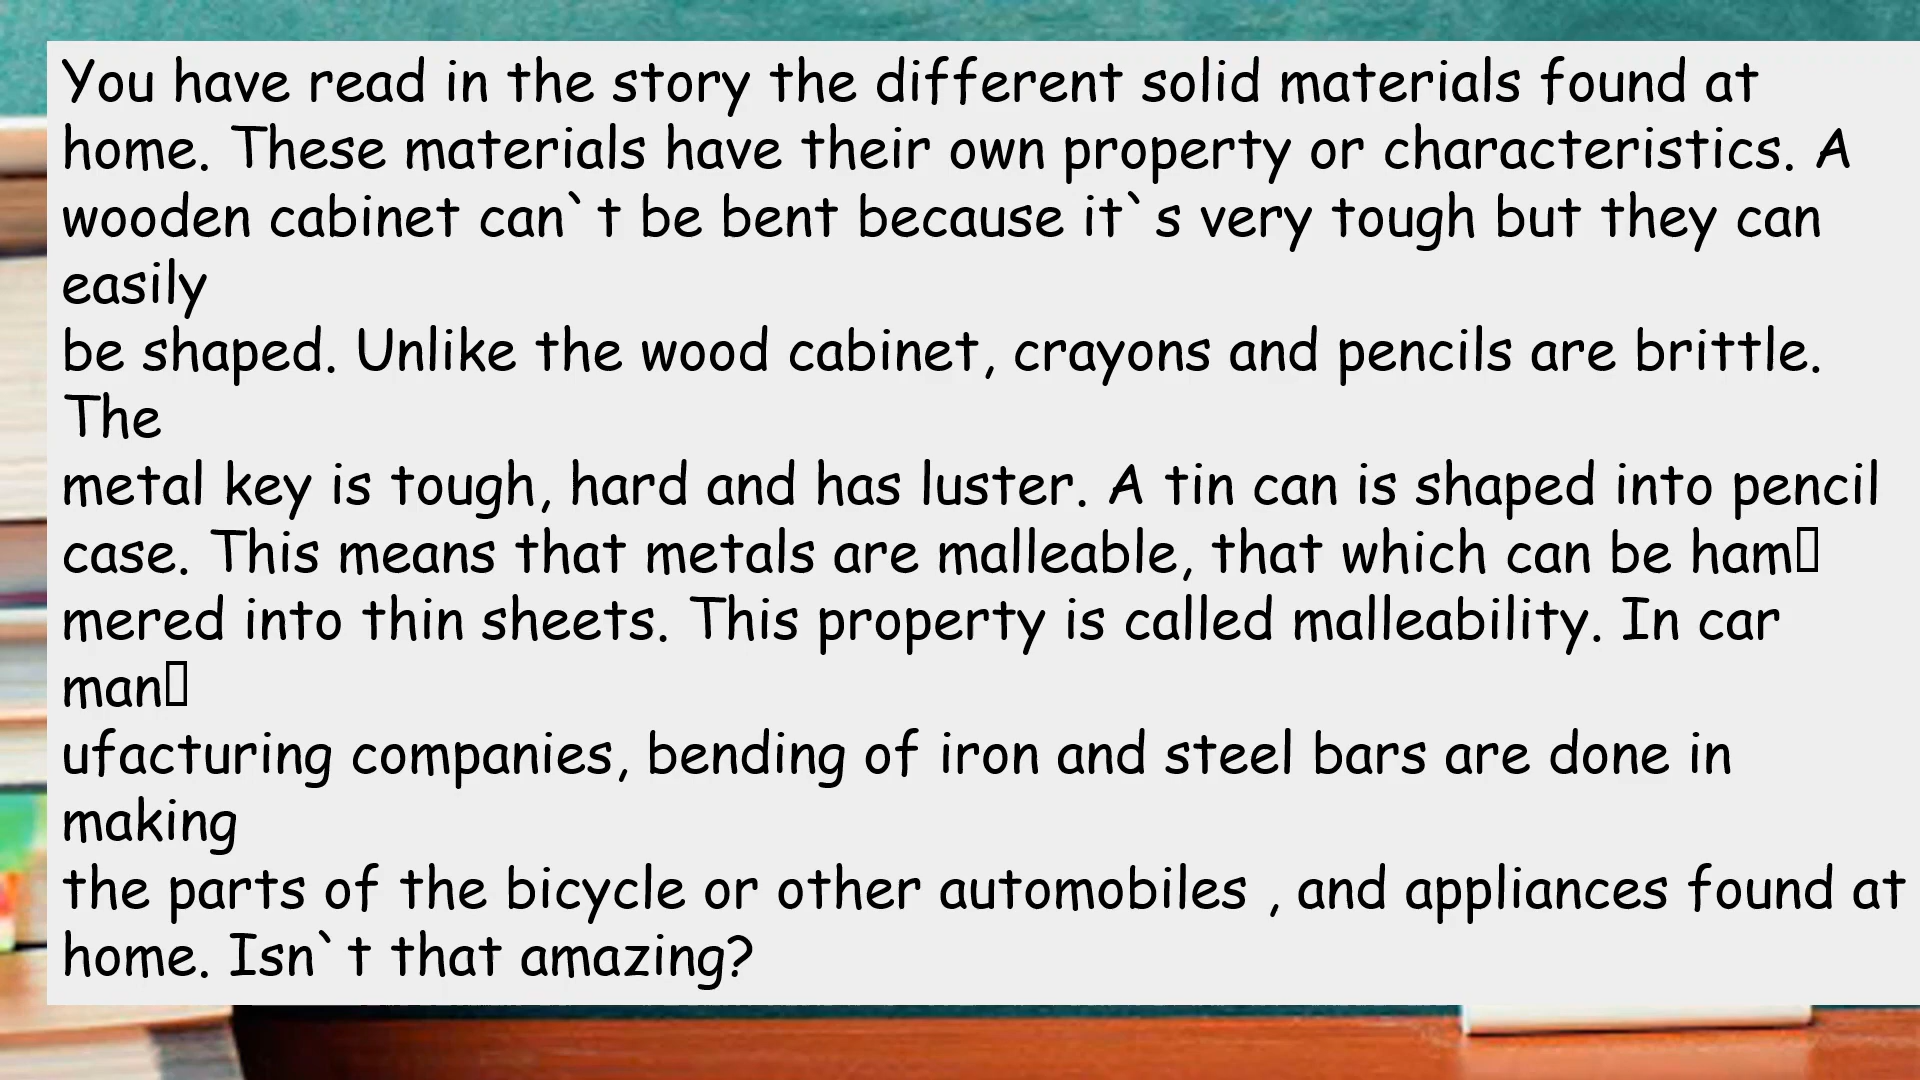 You have read in the story the different solid materials found at
home. These materials have their own property or characteristics. A
wooden cabinet can`t be bent because it`s very tough but they can
easily
be shaped. Unlike the wood cabinet, crayons and pencils are brittle.
The
metal key is tough, hard and has luster. A tin can is shaped into pencil
case. This means that metals are malleable, that which can be ham▯
mered into thin sheets. This property is called malleability. In car
man▯
ufacturing companies, bending of iron and steel bars are done in
making
the parts of the bicycle or other automobiles , and appliances found at
home. Isn`t that amazing?